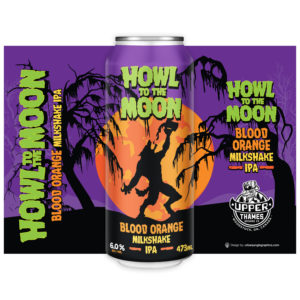 HOWL
TO THE
MOON
BLOOD ORANGE MILKSHAKE IPA
HOWL
TO THE
MOON
BLOOD ORANGE
MILKSHAKE
IPA
6.0%
473mL
HOWL
TO THE
MOON
BLOOD
ORANGE
MILKSHAKE
IPA
UPPER
THAMES